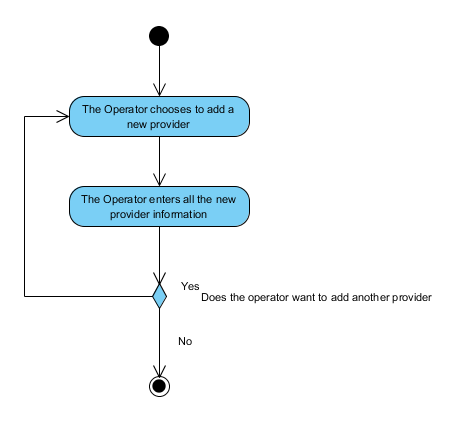 The Operator chooses to add a
new provider
The Operator enters all the new
provider information
Yes
Does the operator want to add another provider
No